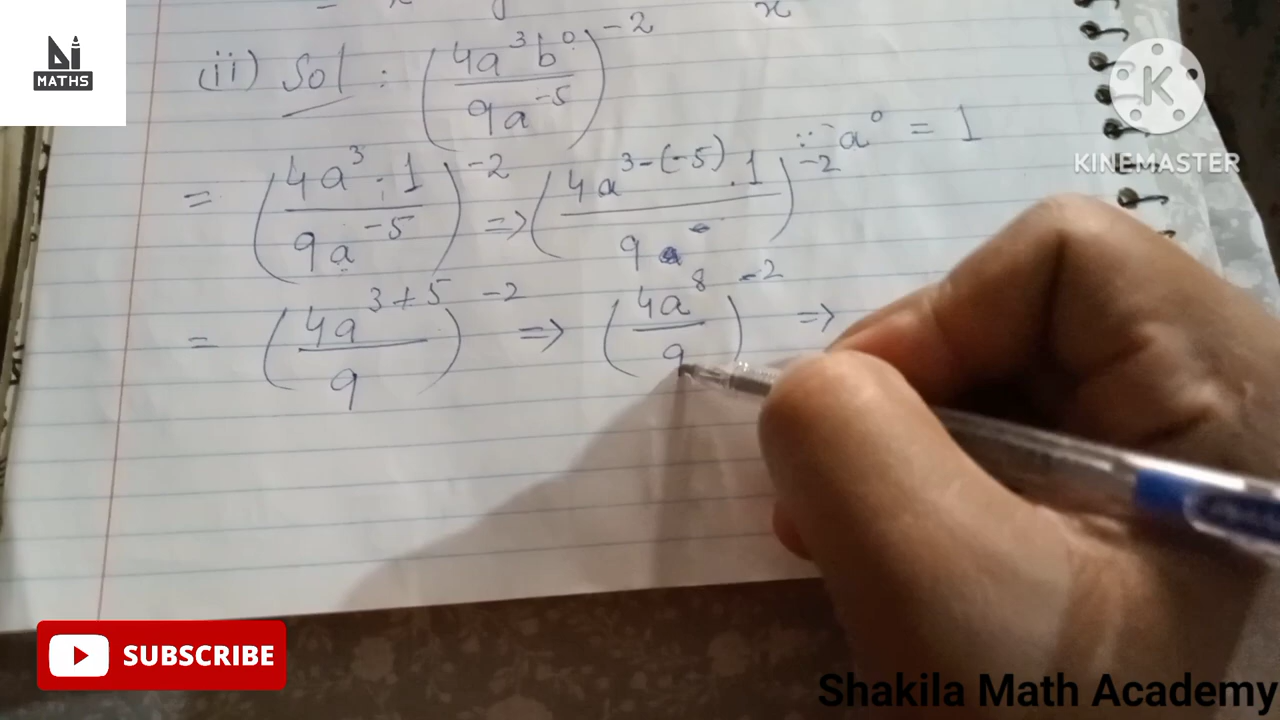 (ii) Sol : (4a³b⁰/9a⁻⁵)⁻²
∵ a⁰ = 1
= (4a³·1/9a⁻⁵)⁻² ⇒ (4a³⁻⁽⁻⁵⁾.1/9)⁻²
= (4a³⁺⁵/9)⁻² ⇒ (4a⁸/9)⁻² ⇒
MATHS
K
KINEMASTER
SUBSCRIBE
Shakila Math Academy